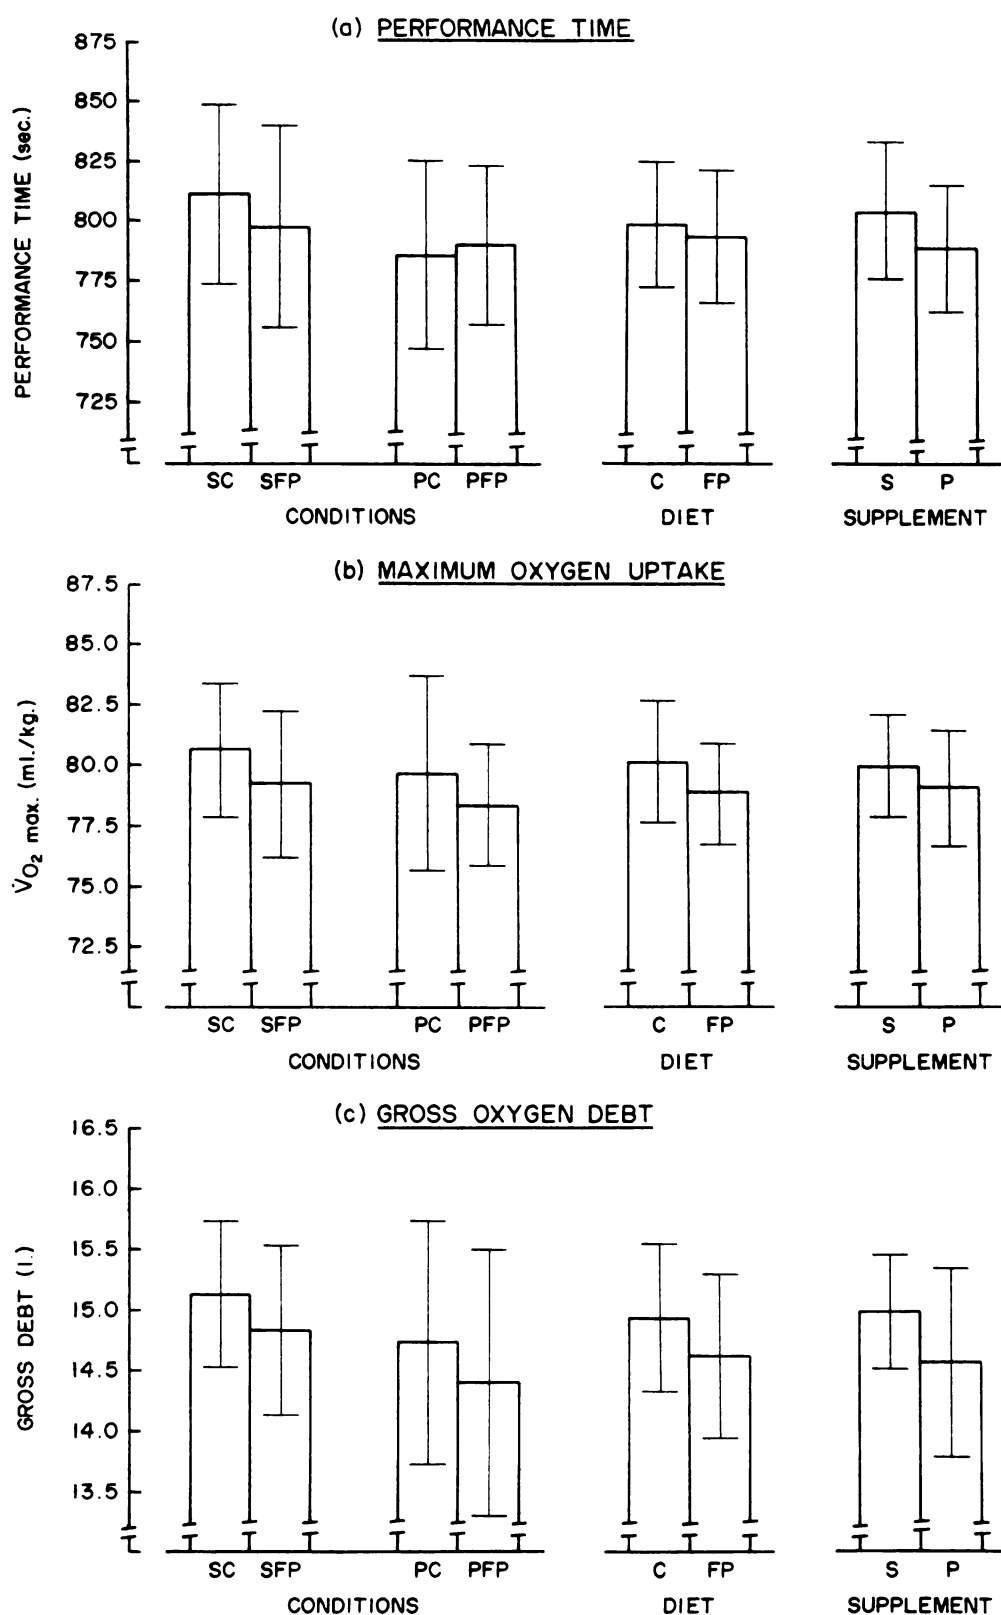 (a) PERFORMANCE TIME
PERFORMANCE TIME (sec.)
875
850
825
800
775
750
725
SC SFP PC PFP C FP S P
CONDITIONS DIET SUPPLEMENT
(b) MAXIMUM OXYGEN UPTAKE
V̇O₂ max. (ml./kg.)
87.5
85.0
82.5
80.0
77.5
75.0
72.5
SC SFP PC PFP C FP S P
CONDITIONS DIET SUPPLEMENT
(c) GROSS OXYGEN DEBT
GROSS DEBT (l.)
16.5
16.0
15.5
15.0
14.5
14.0
13.5
SC SFP PC PFP C FP S P
CONDITIONS DIET SUPPLEMENT